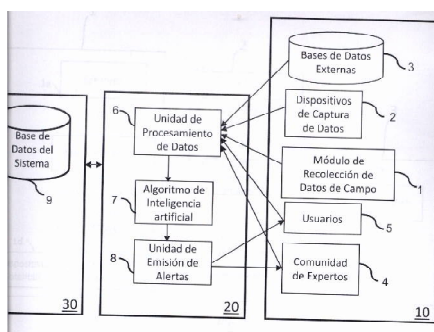 Base de
Datos del
Sistema
9
30
6
Unidad de
Procesamiento
de Datos
7
Algoritmo de
Inteligencia
artificial
8
Unidad de
Emisión de
Alertas
20
Bases de Datos
Externas
3
Dispositivos
de Captura
de Datos
2
Módulo de
Recolección de
Datos de Campo
1
Usuarios
5
Comunidad
de Expertos
4
10